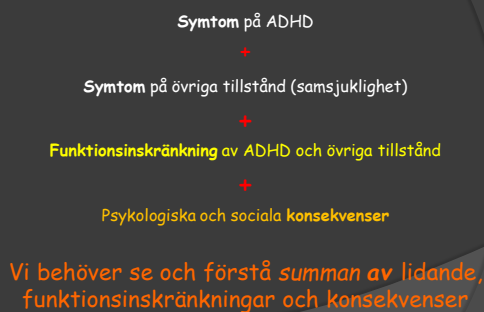 Symtom på ADHD
+
Symtom på övriga tillstånd (samsjuklighet)
+
Funktionsinskränkning av ADHD och övriga tillstånd
+
Psykologiska och sociala konsekvenser
Vi behöver se och förstå summan av lidande,
funktionsinskränkningar och konsekvenser